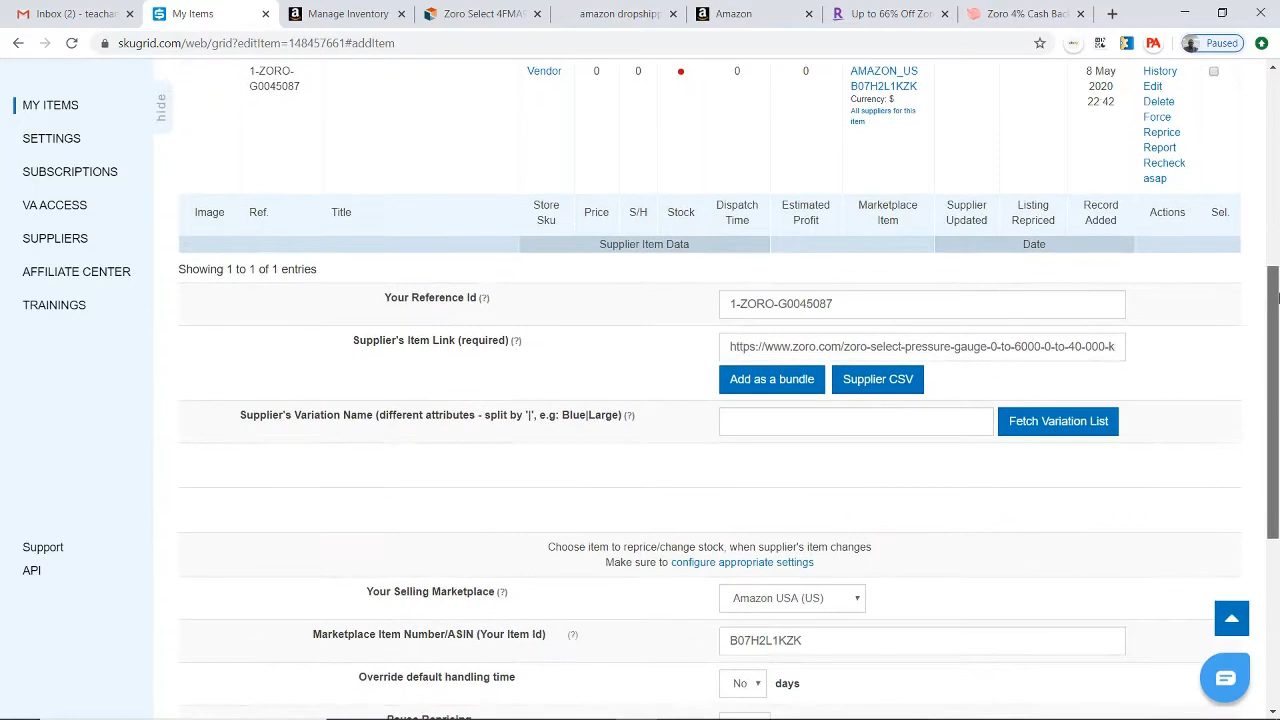 Inbox (2) - teachan
My Items
Manage Inventory
Zoro Select 4FLA9
amazon dropshipp
Amazon
Up to 66% Off Zoro
Zoro 4% Cash Back
skugrid.com/web/grid?editItem=148457661#addItem
Paused
hide
MY ITEMS
SETTINGS
SUBSCRIPTIONS
VA ACCESS
SUPPLIERS
AFFILIATE CENTER
TRAININGS
Support
API
1-ZORO-
G0045087
Vendor
0
0
0
0
AMAZON_US
B07H2L1KZK
Currency: $
All suppliers for this
item
8 May
2020
22 42
History
Edit
Delete
Force
Reprice
Report
Recheck
asap
Image
Ref.
Title
Store
Sku
Price
S/H
Stock
Dispatch
Time
Estimated
Profit
Marketplace
Item
Supplier
Updated
Listing
Repriced
Record
Added
Actions
Sel.
Supplier Item Data
Date
Showing 1 to 1 of 1 entries
Your Reference Id (?)
1-ZORO-G0045087
Supplier's Item Link (required) (?)
https://www.zoro.com/zoro-select-pressure-gauge-0-to-6000-0-to-40-000-k
Add as a bundle
Supplier CSV
Supplier's Variation Name (different attributes - split by '|', e.g: Blue|Large) (?)
Fetch Variation List
Choose item to reprice/change stock, when supplier's item changes
Make sure to configure appropriate settings
Your Selling Marketplace (?)
Amazon USA (US)
Marketplace Item Number/ASIN (Your Item Id) (?)
B07H2L1KZK
Override default handling time
No
days
Pause Repricing